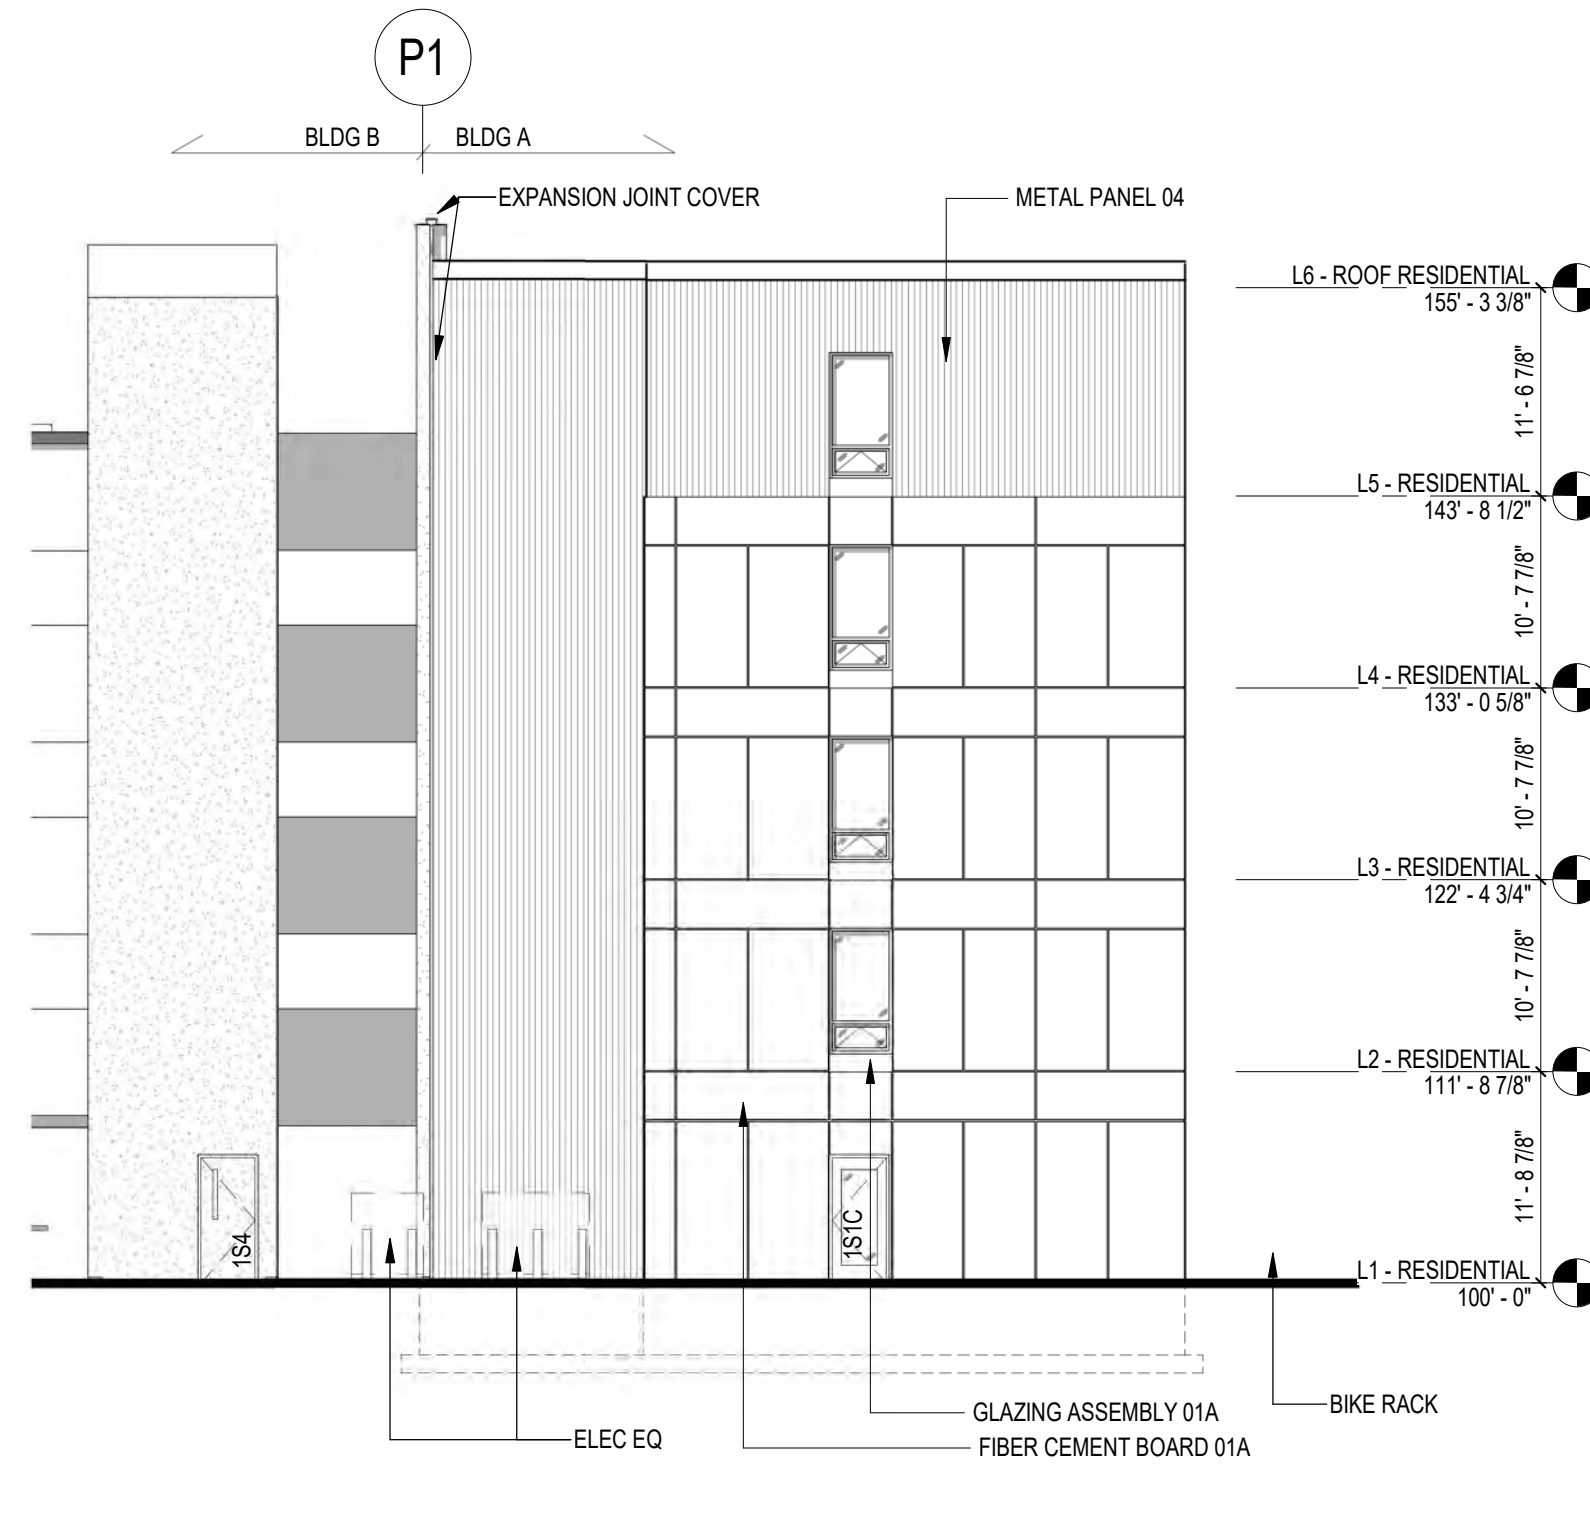 P1
BLDG B
BLDG A
EXPANSION JOINT COVER
METAL PANEL 04
L6 - ROOF RESIDENTIAL
155' - 3 3/8"
11' - 6 7/8"
L5 - RESIDENTIAL
143' - 8 1/2"
10' - 7 7/8"
L4 - RESIDENTIAL
133' - 0 5/8"
10' - 7 7/8"
L3 - RESIDENTIAL
122' - 4 3/4"
10' - 7 7/8"
L2 - RESIDENTIAL
111' - 8 7/8"
11' - 8 7/8"
1S4
1S1C
L1 - RESIDENTIAL
100' - 0"
BIKE RACK
GLAZING ASSEMBLY 01A
ELEC EQ
FIBER CEMENT BOARD 01A